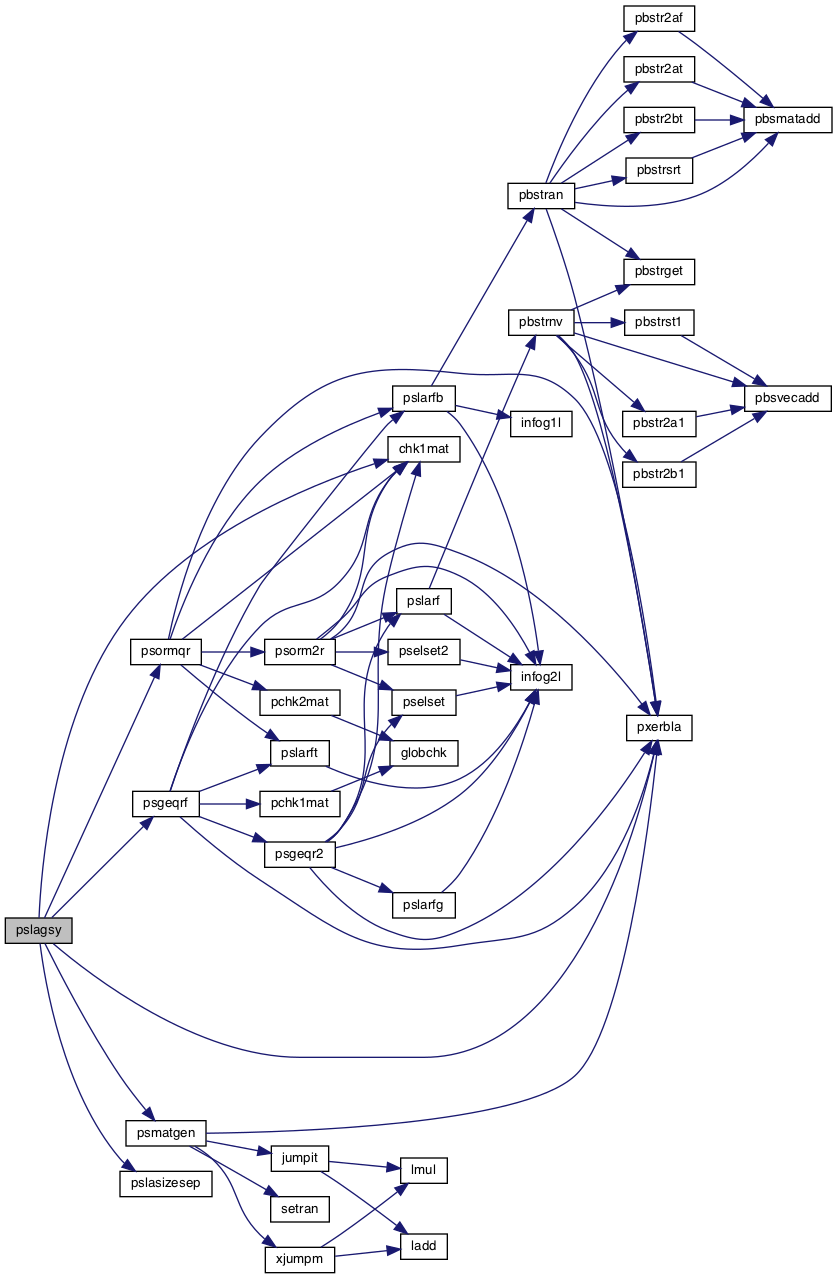 pbstr2af
pbstr2at
pbsmatadd
pbstr2bt
pbstrsrt
pbstran
pbstrget
pbstrnv
pbstrst1
pslarfb
pbsvecadd
infog1l
pbstr2a1
chk1mat
pbstr2b1
pslarf
psormqr
psorm2r
pselset2
infog2l
pchk2mat
pselset
pxerbla
pslarft
globchk
psgeqrf
pchk1mat
psgeqr2
pslarfg
pslagsy
psmatgen
jumpit
lmul
pslasizesep
setran
ladd
xjumpm